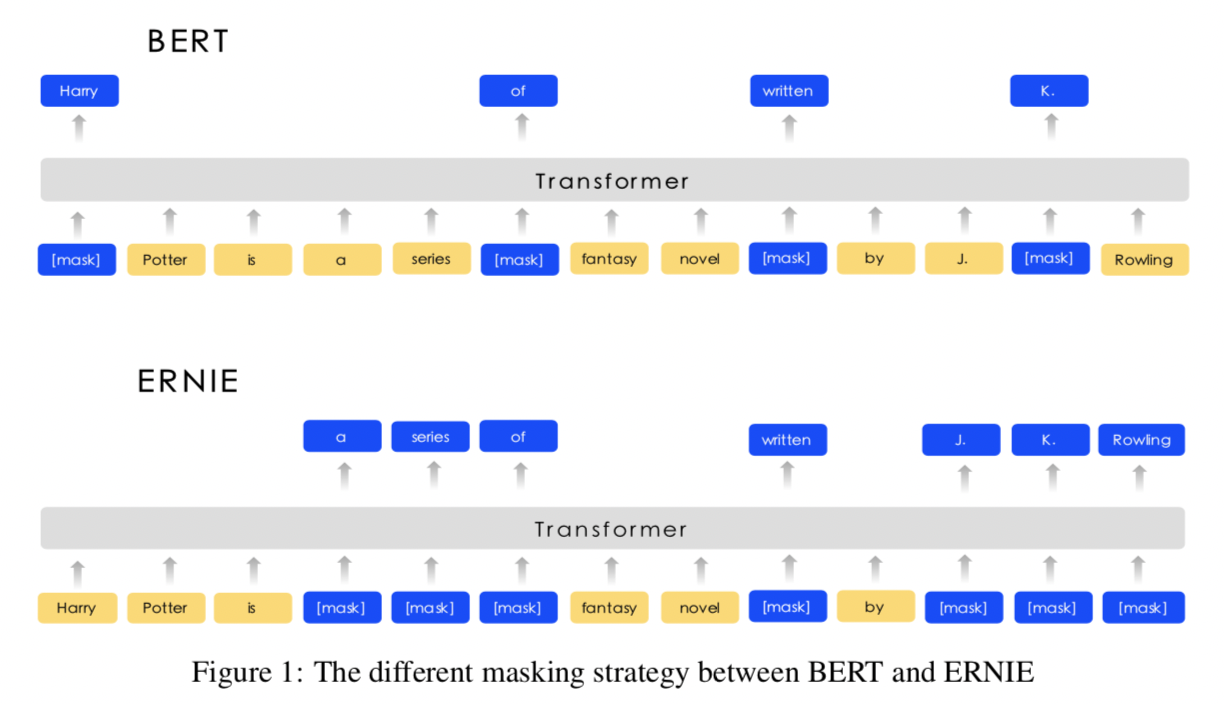 BERT
Harry of written K.
Transformer
[mask] Potter is a series [mask] fantasy novel [mask] by J. [mask] Rowling
ERNIE
a series of written J. K. Rowling
Transformer
Harry Potter is [mask] [mask] [mask] fantasy novel [mask] by [mask] [mask] [mask]
Figure 1: The different masking strategy between BERT and ERNIE